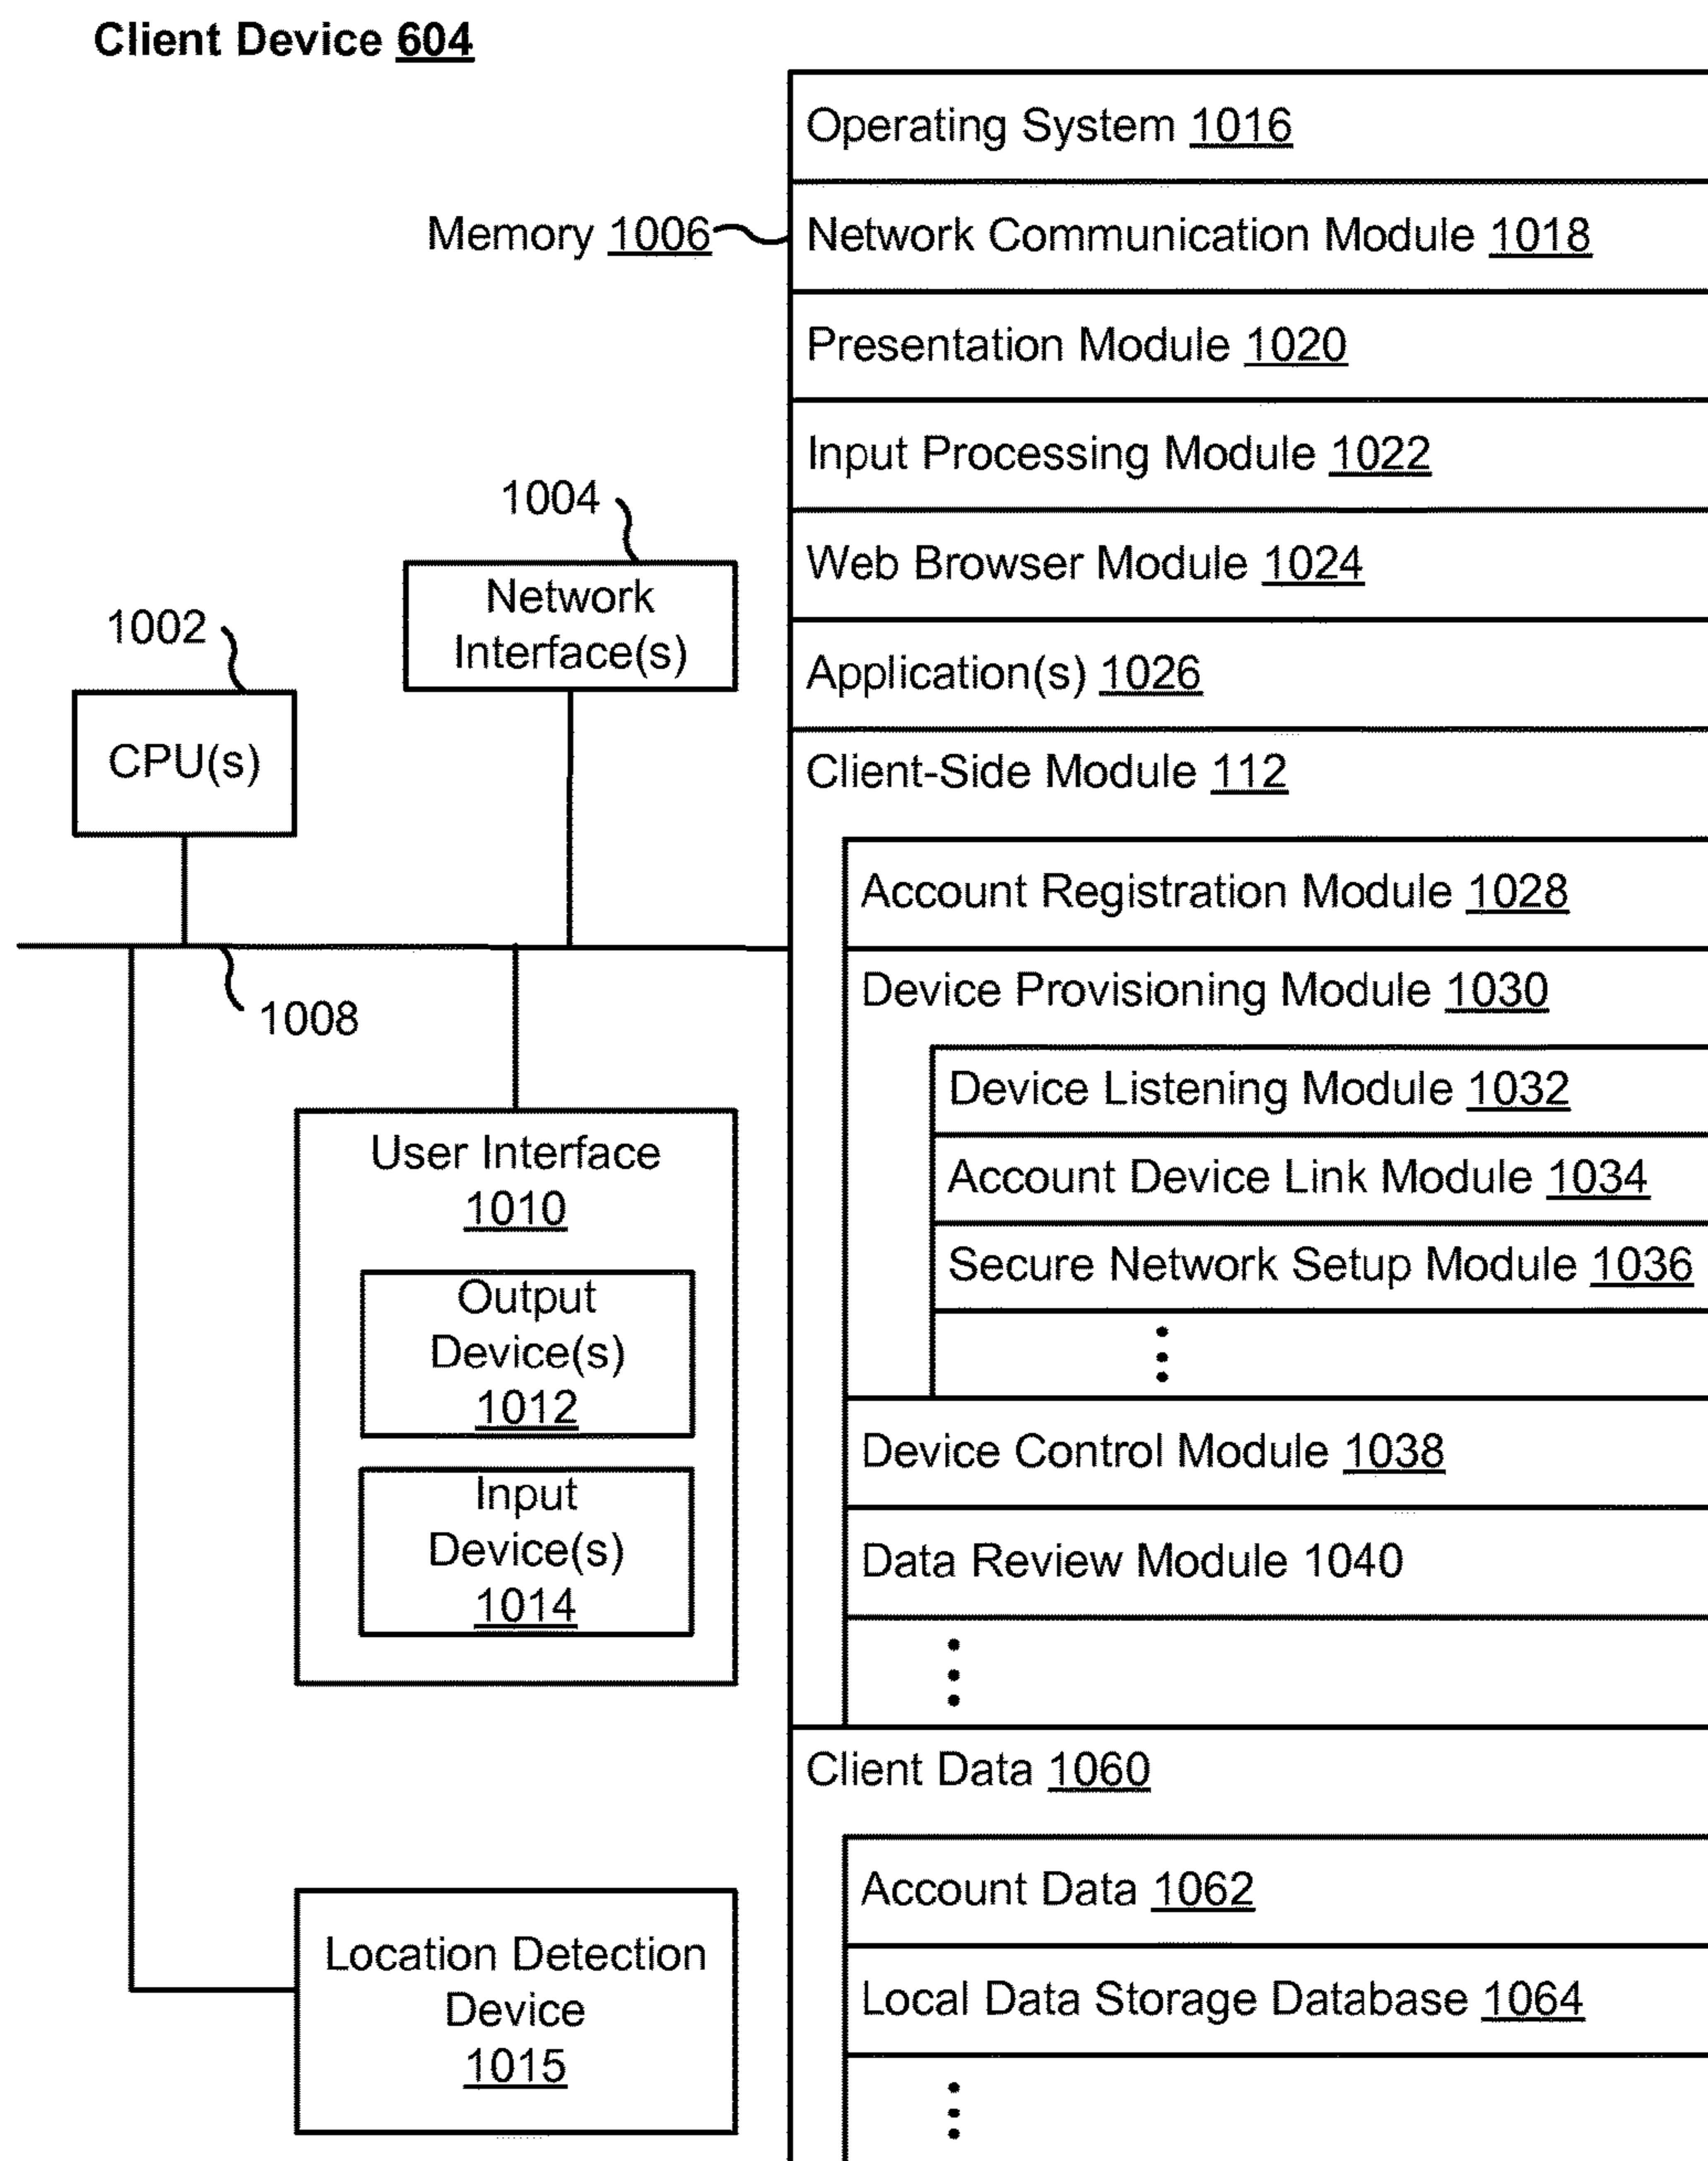 Client Device 604
Operating System 1016
Memory 1006
Network Communication Module 1018
Presentation Module 1020
Input Processing Module 1022
1004
Network
Interface(s)
Web Browser Module 1024
1002
CPU(s)
Application(s) 1026
Client-Side Module 112
Account Registration Module 1028
1008
Device Provisioning Module 1030
Device Listening Module 1032
Account Device Link Module 1034
Secure Network Setup Module 1036
User Interface
1010
Output
Device(s)
1012
Input
Device(s)
1014
Device Control Module 1038
Data Review Module 1040
Client Data 1060
Account Data 1062
Local Data Storage Database 1064
Location Detection
Device
1015